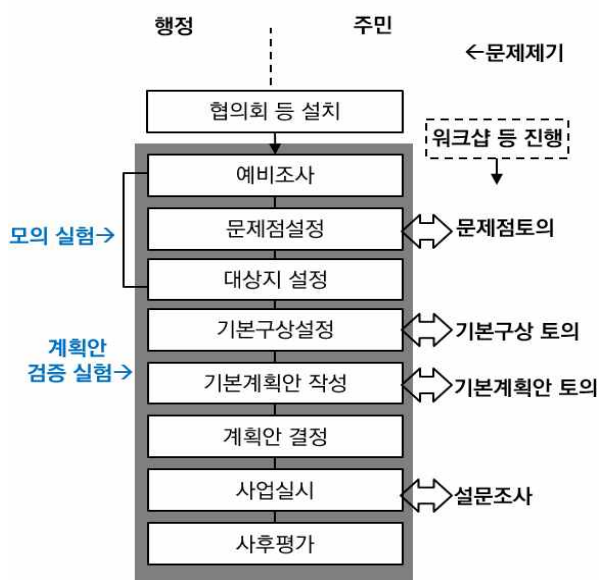 행정
주민
←문제제기
협의회 등 설치
워크샵 등 진행
예비조사
문제점설정
문제점토의
모의 실험→
대상지 설정
기본구상설정
기본구상 토의
계획안
검증 실험→
기본계획안 작성
기본계획안 토의
계획안 결정
사업실시
설문조사
사후평가